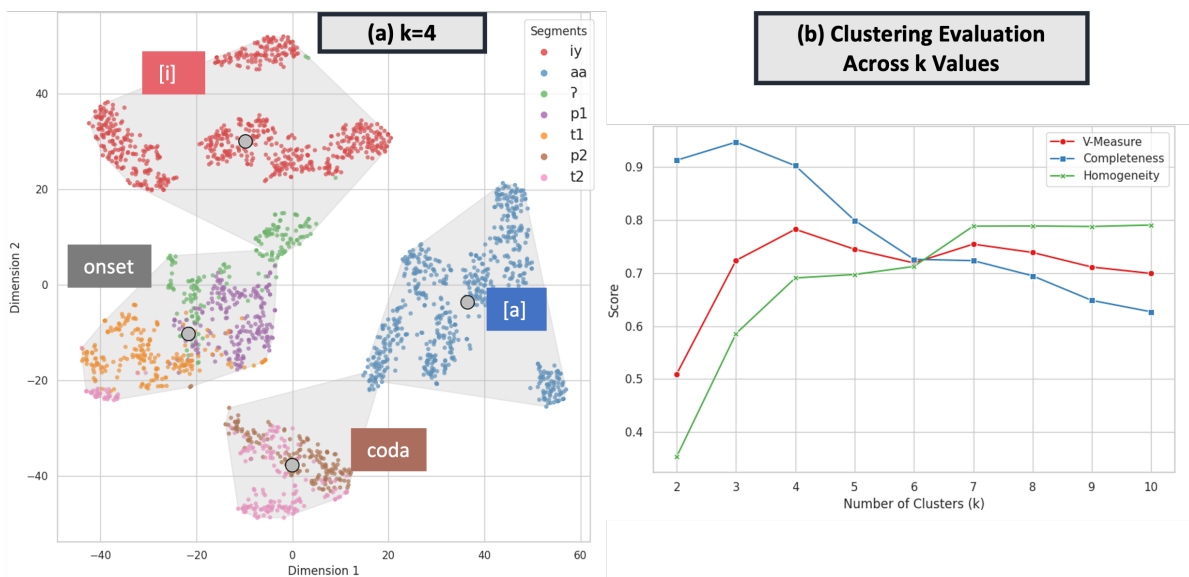 (a) k=4
Segments
iy
aa
ʔ
p1
t1
p2
t2
[i]
onset
[a]
coda
40
20
0
−20
−40
Dimension 2
−40
−20
0
20
40
60
Dimension 1
(b) Clustering Evaluation
Across k Values
V-Measure
Completeness
Homogeneity
0.9
0.8
0.7
0.6
0.5
0.4
Score
2
3
4
5
6
7
8
9
10
Number of Clusters (k)